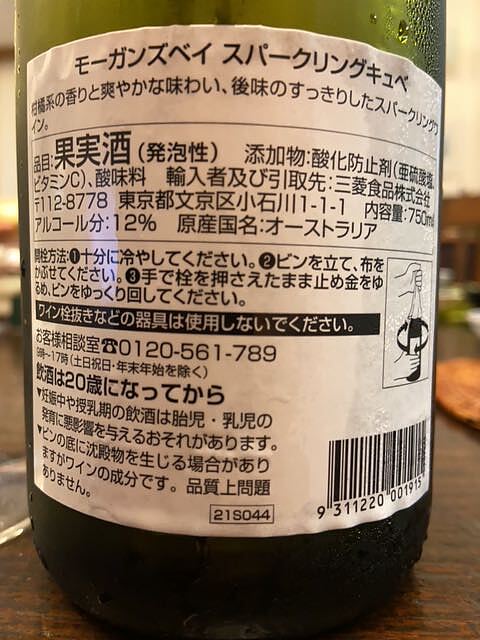 モーガンズベイ スパークリングキュベ
柑橘系の香りと爽やかな味わい、後味のすっきりしたスパークリングワ
イン。
品目:果実酒(発泡性) 添加物:酸化防止剤(亜硫酸塩、
ビタミンC)、酸味料 輸入者及び引取先:三菱食品株式会社
〒112-8778 東京都文京区小石川1-1-1 内容量:750ml
アルコール分:12% 原産国名:オーストラリア
開栓方法:❶十分に冷やしてください。❷ビンを立て、布を
かぶせてください。❸手で栓を押さえたまま止め金をゆ
るめ、ビンをゆっくり回してください。
ワイン栓抜きなどの器具は使用しないでください。
お客様相談室☎0120-561-789
9時~17時(土日祝日・年末年始を除く)
飲酒は20歳になってから
▼妊娠中や授乳期の飲酒は胎児・乳児の
発育に悪影響を与えるおそれがあります。
▼ビンの底に沈殿物を生じる場合があり
ますがワインの成分です。品質上問題
ありません。
21S044
9 311220 001915